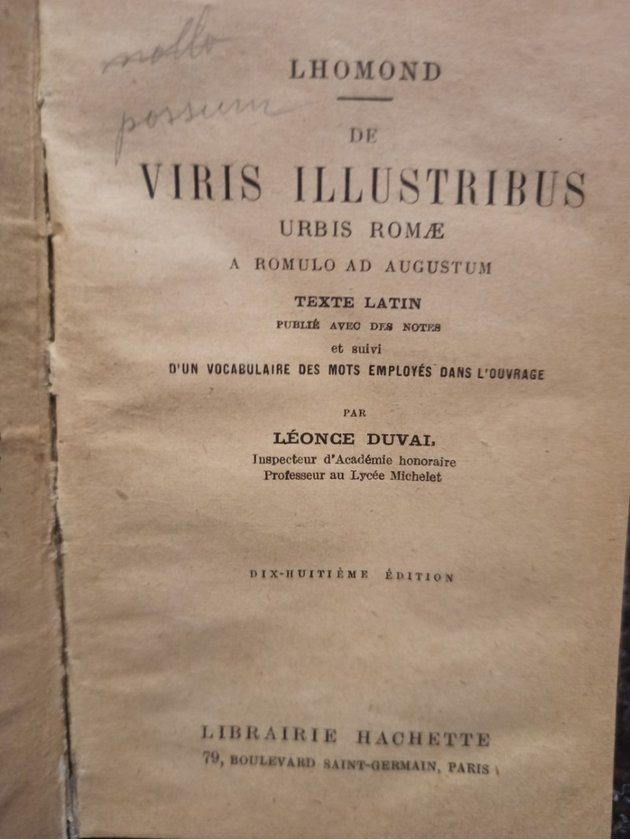 possum
LHOMOND
DE
VIRIS ILLUSTRIBUS
URBIS ROMÆ
A ROMULO AD AUGUSTUM
TEXTE LATIN
PUBLIÉ AVEC DES NOTES
et suivi
D'UN VOCABULAIRE DES MOTS EMPLOYÉS DANS L'OUVRAGE
PAR
LÉONCE DUVAL
Inspecteur d'Académie honoraire
Professeur au Lycée Michelet
DIX-HUITIÈME ÉDITION
LIBRAIRIE HACHETTE
79, BOULEVARD SAINT-GERMAIN, PARIS